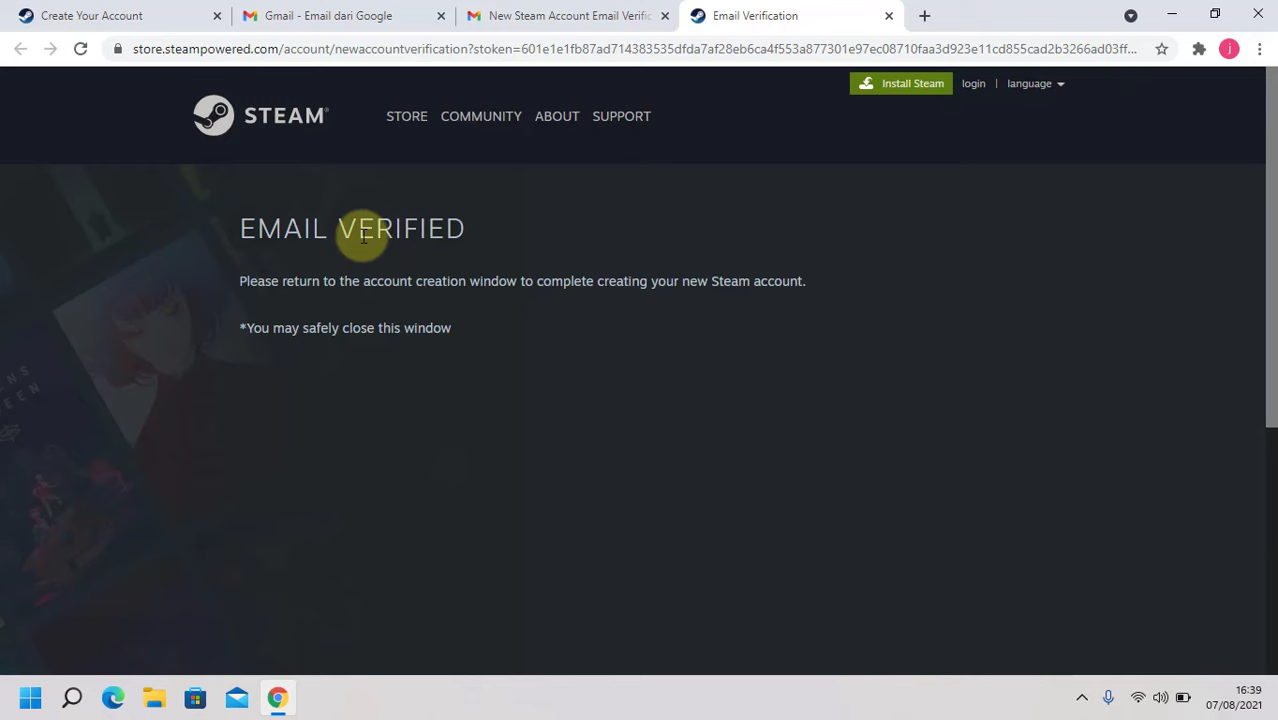 Create Your Account
Gmail - Email dari Google
New Steam Account Email Verific
Email Verification
store.steampowered.com/account/newaccountverification?stoken=601e1e1fb87ad714383535dfda7af28eb6ca4f553a877301e97ec08710faa3d923e11cd855cad2b3266ad03ff...
j
Install Steam
login | language
STEAM®
STORE COMMUNITY ABOUT SUPPORT
EMAIL VERIFIED
Please return to the account creation window to complete creating your new Steam account.
*You may safely close this window
16:39
07/08/2021